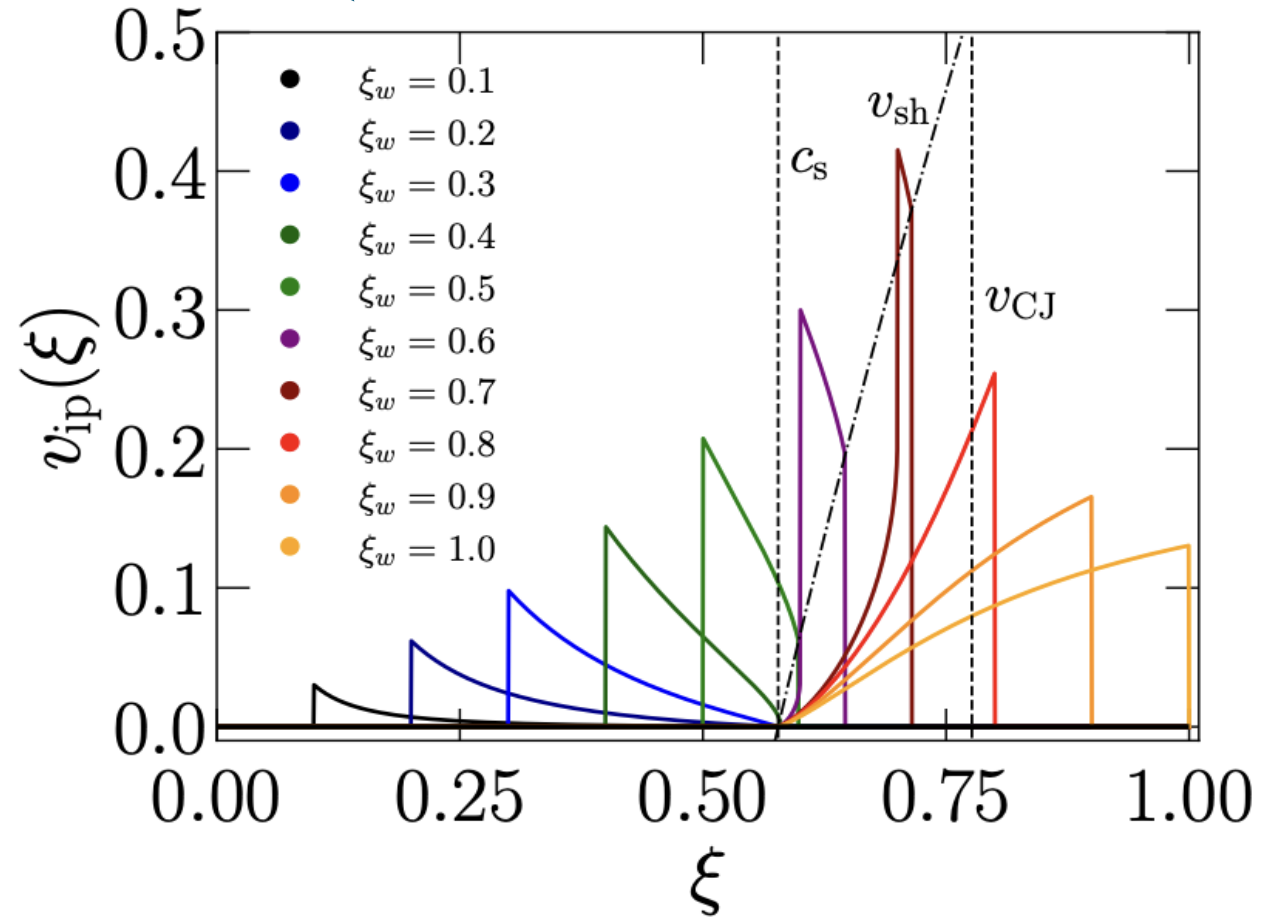 0.5
0.4
0.3
0.2
0.1
0.0
v_ip(ξ)
ξ_w = 0.1
ξ_w = 0.2
ξ_w = 0.3
ξ_w = 0.4
ξ_w = 0.5
ξ_w = 0.6
ξ_w = 0.7
ξ_w = 0.8
ξ_w = 0.9
ξ_w = 1.0
c_s
v_sh
v_CJ
0.00 0.25 0.50 0.75 1.00
ξ